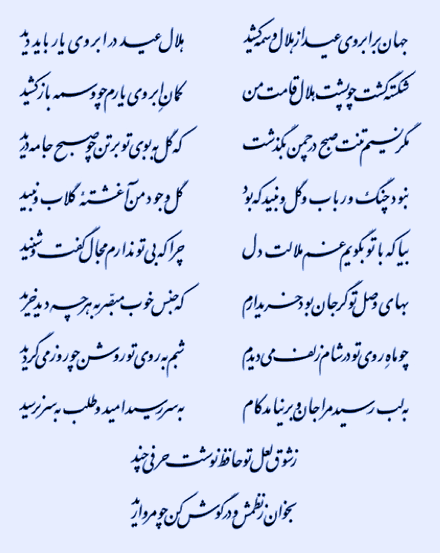 جهان بر ابروی عید از هلال وسمه کشید
هلال عید در ابروی یار باید دید
شکسته گشت چو پشت هلال قامت من
کمان ابروی یارم چو وسمه باز کشید
مگر نسیم تنت صبح در چمن بگذشت
که گل به بوی تو بر تن چو صبح جامه درید
نبود چنگ و رباب و گل و نبید که بود
گل وجود من آغشتهٔ گلاب و نبید
بیا که با تو بگویم غم ملالت دل
چرا که بی تو ندارم مجال گفت و شنید
بهای وصل تو گر جان بود خریدارم
که جنس خوب مبصر به هر چه دید خرید
چو ماه روی تو در شام زلف می‌دیدم
شبم به روی تو روشن چو روز می‌گردید
به لب رسید مرا جان و برنیامد کام
به سر رسید امید و طلب به سر نرسید
ز شوق لعل تو حافظ نوشت حرفی چند
بخوان ز نظمش و در گوش کن چو مروارید